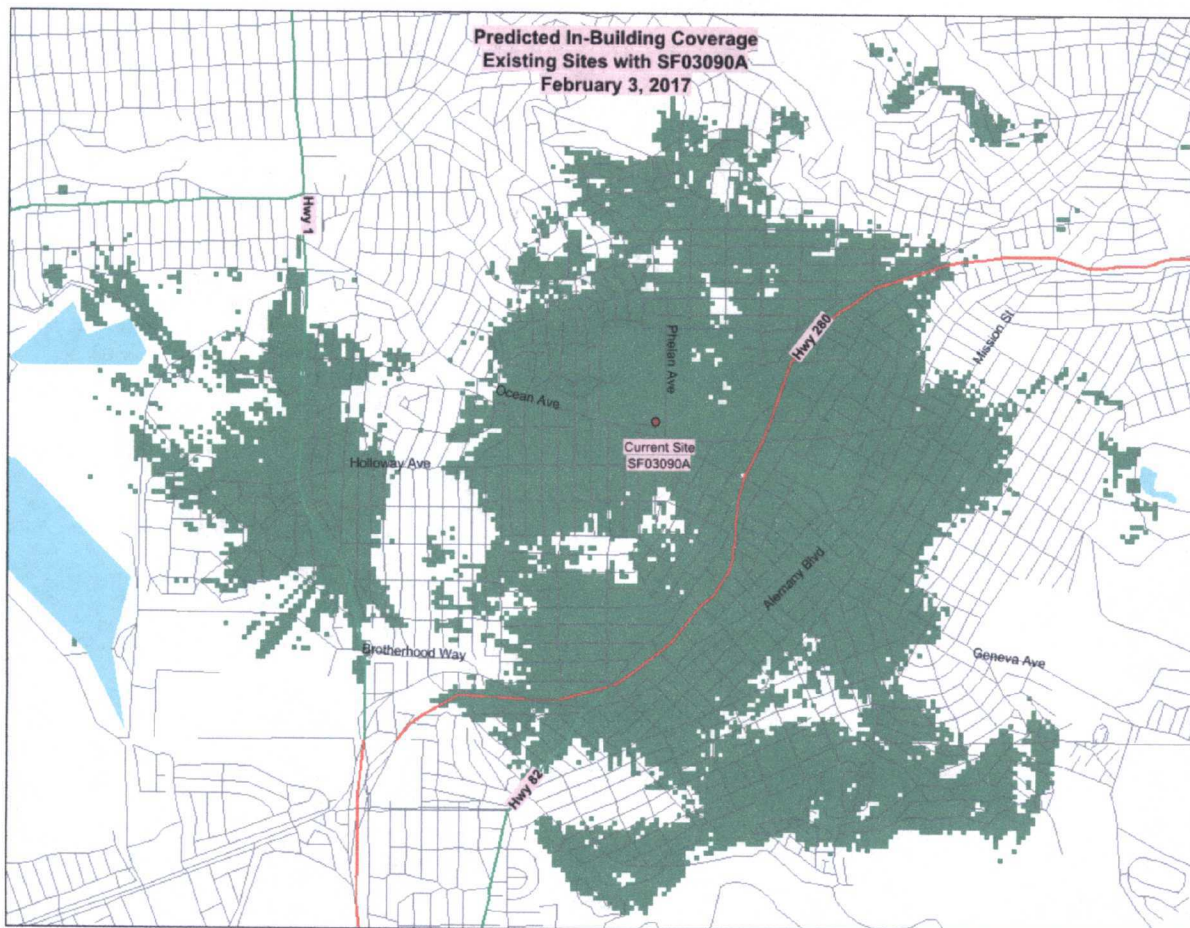 Predicted In-Building Coverage
Existing Sites with SF03090A
February 3, 2017
Hwy 1
Hwy 280
Mission St
Phelan Ave
Ocean Ave
Current Site
SF03090A
Holloway Ave
Alemany Blvd
Brotherhood Way
Geneva Ave
Hwy 82